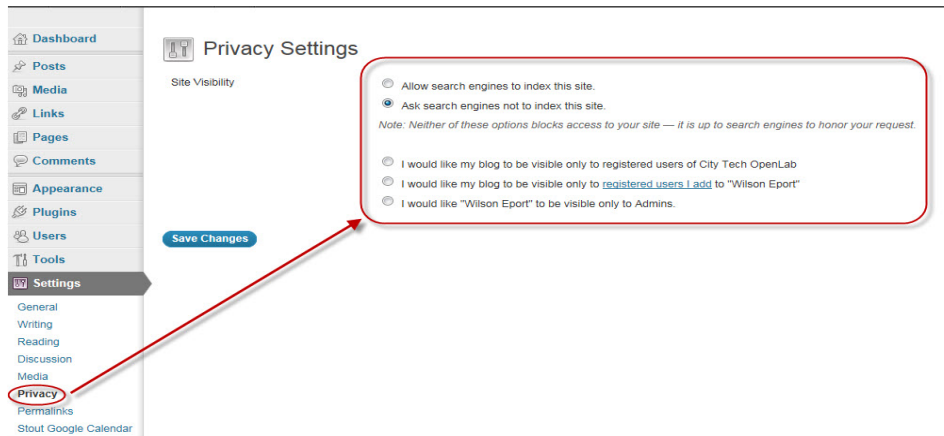 Dashboard
Posts
Media
Links
Pages
Comments
Appearance
Plugins
Users
Tools
Settings
General
Writing
Reading
Discussion
Media
Privacy
Permalinks
Stout Google Calendar
Privacy Settings
Site Visibility
Allow search engines to index this site.
Ask search engines not to index this site.
Note: Neither of these options blocks access to your site — it is up to search engines to honor your request.
I would like my blog to be visible only to registered users of City Tech OpenLab
I would like my blog to be visible only to registered users I add to "Wilson Eport"
I would like "Wilson Eport" to be visible only to Admins.
Save Changes